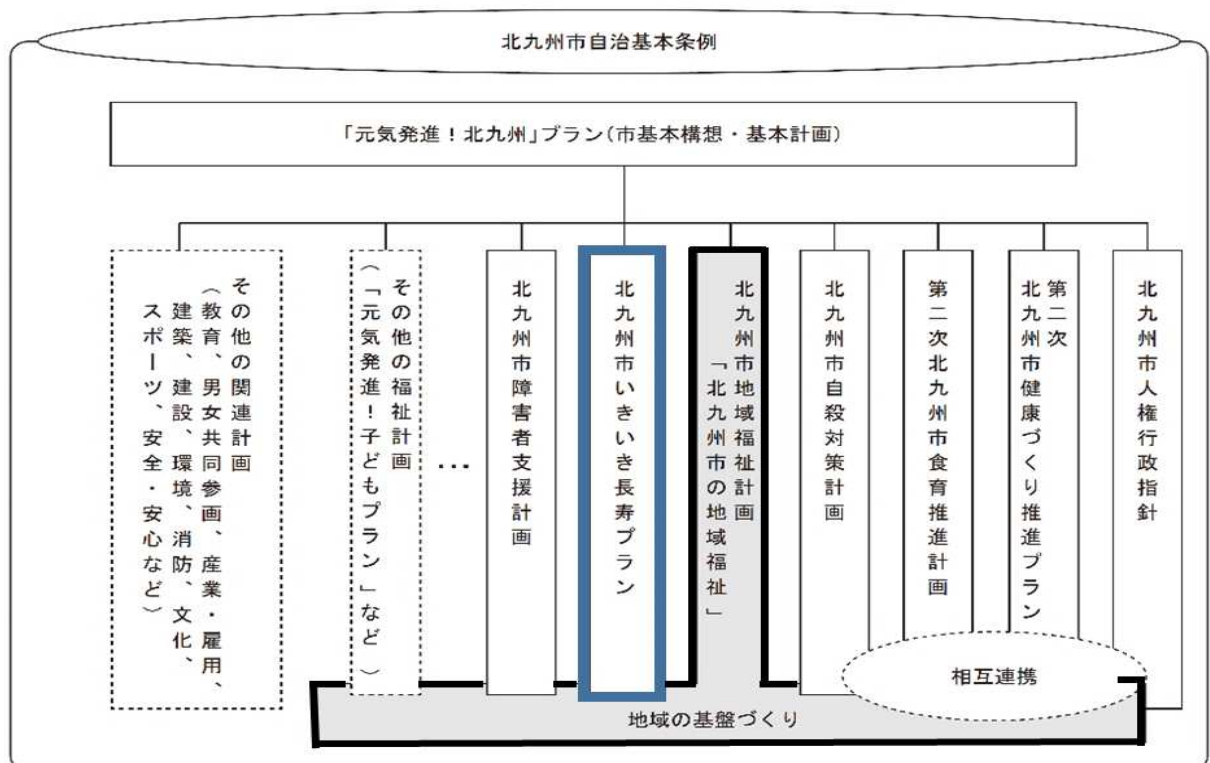 北九州市自治基本条例
「元気発進！北九州」プラン(市基本構想・基本計画)
北九州市人権行政指針
第二次
北九州市健康づくり推進プラン
第二次北九州市食育推進計画
北九州市自殺対策計画
北九州市地域福祉計画
「北九州市の地域福祉」
北九州市いきいき長寿プラン
北九州市障害者支援計画
…
その他の福祉計画
(「元気発進！子どもプラン」など)
その他の関連計画
(教育、男女共同参画、産業・雇用、
建築、建設、環境、消防、文化、
スポーツ、安全・安心など)
相互連携
地域の基盤づくり